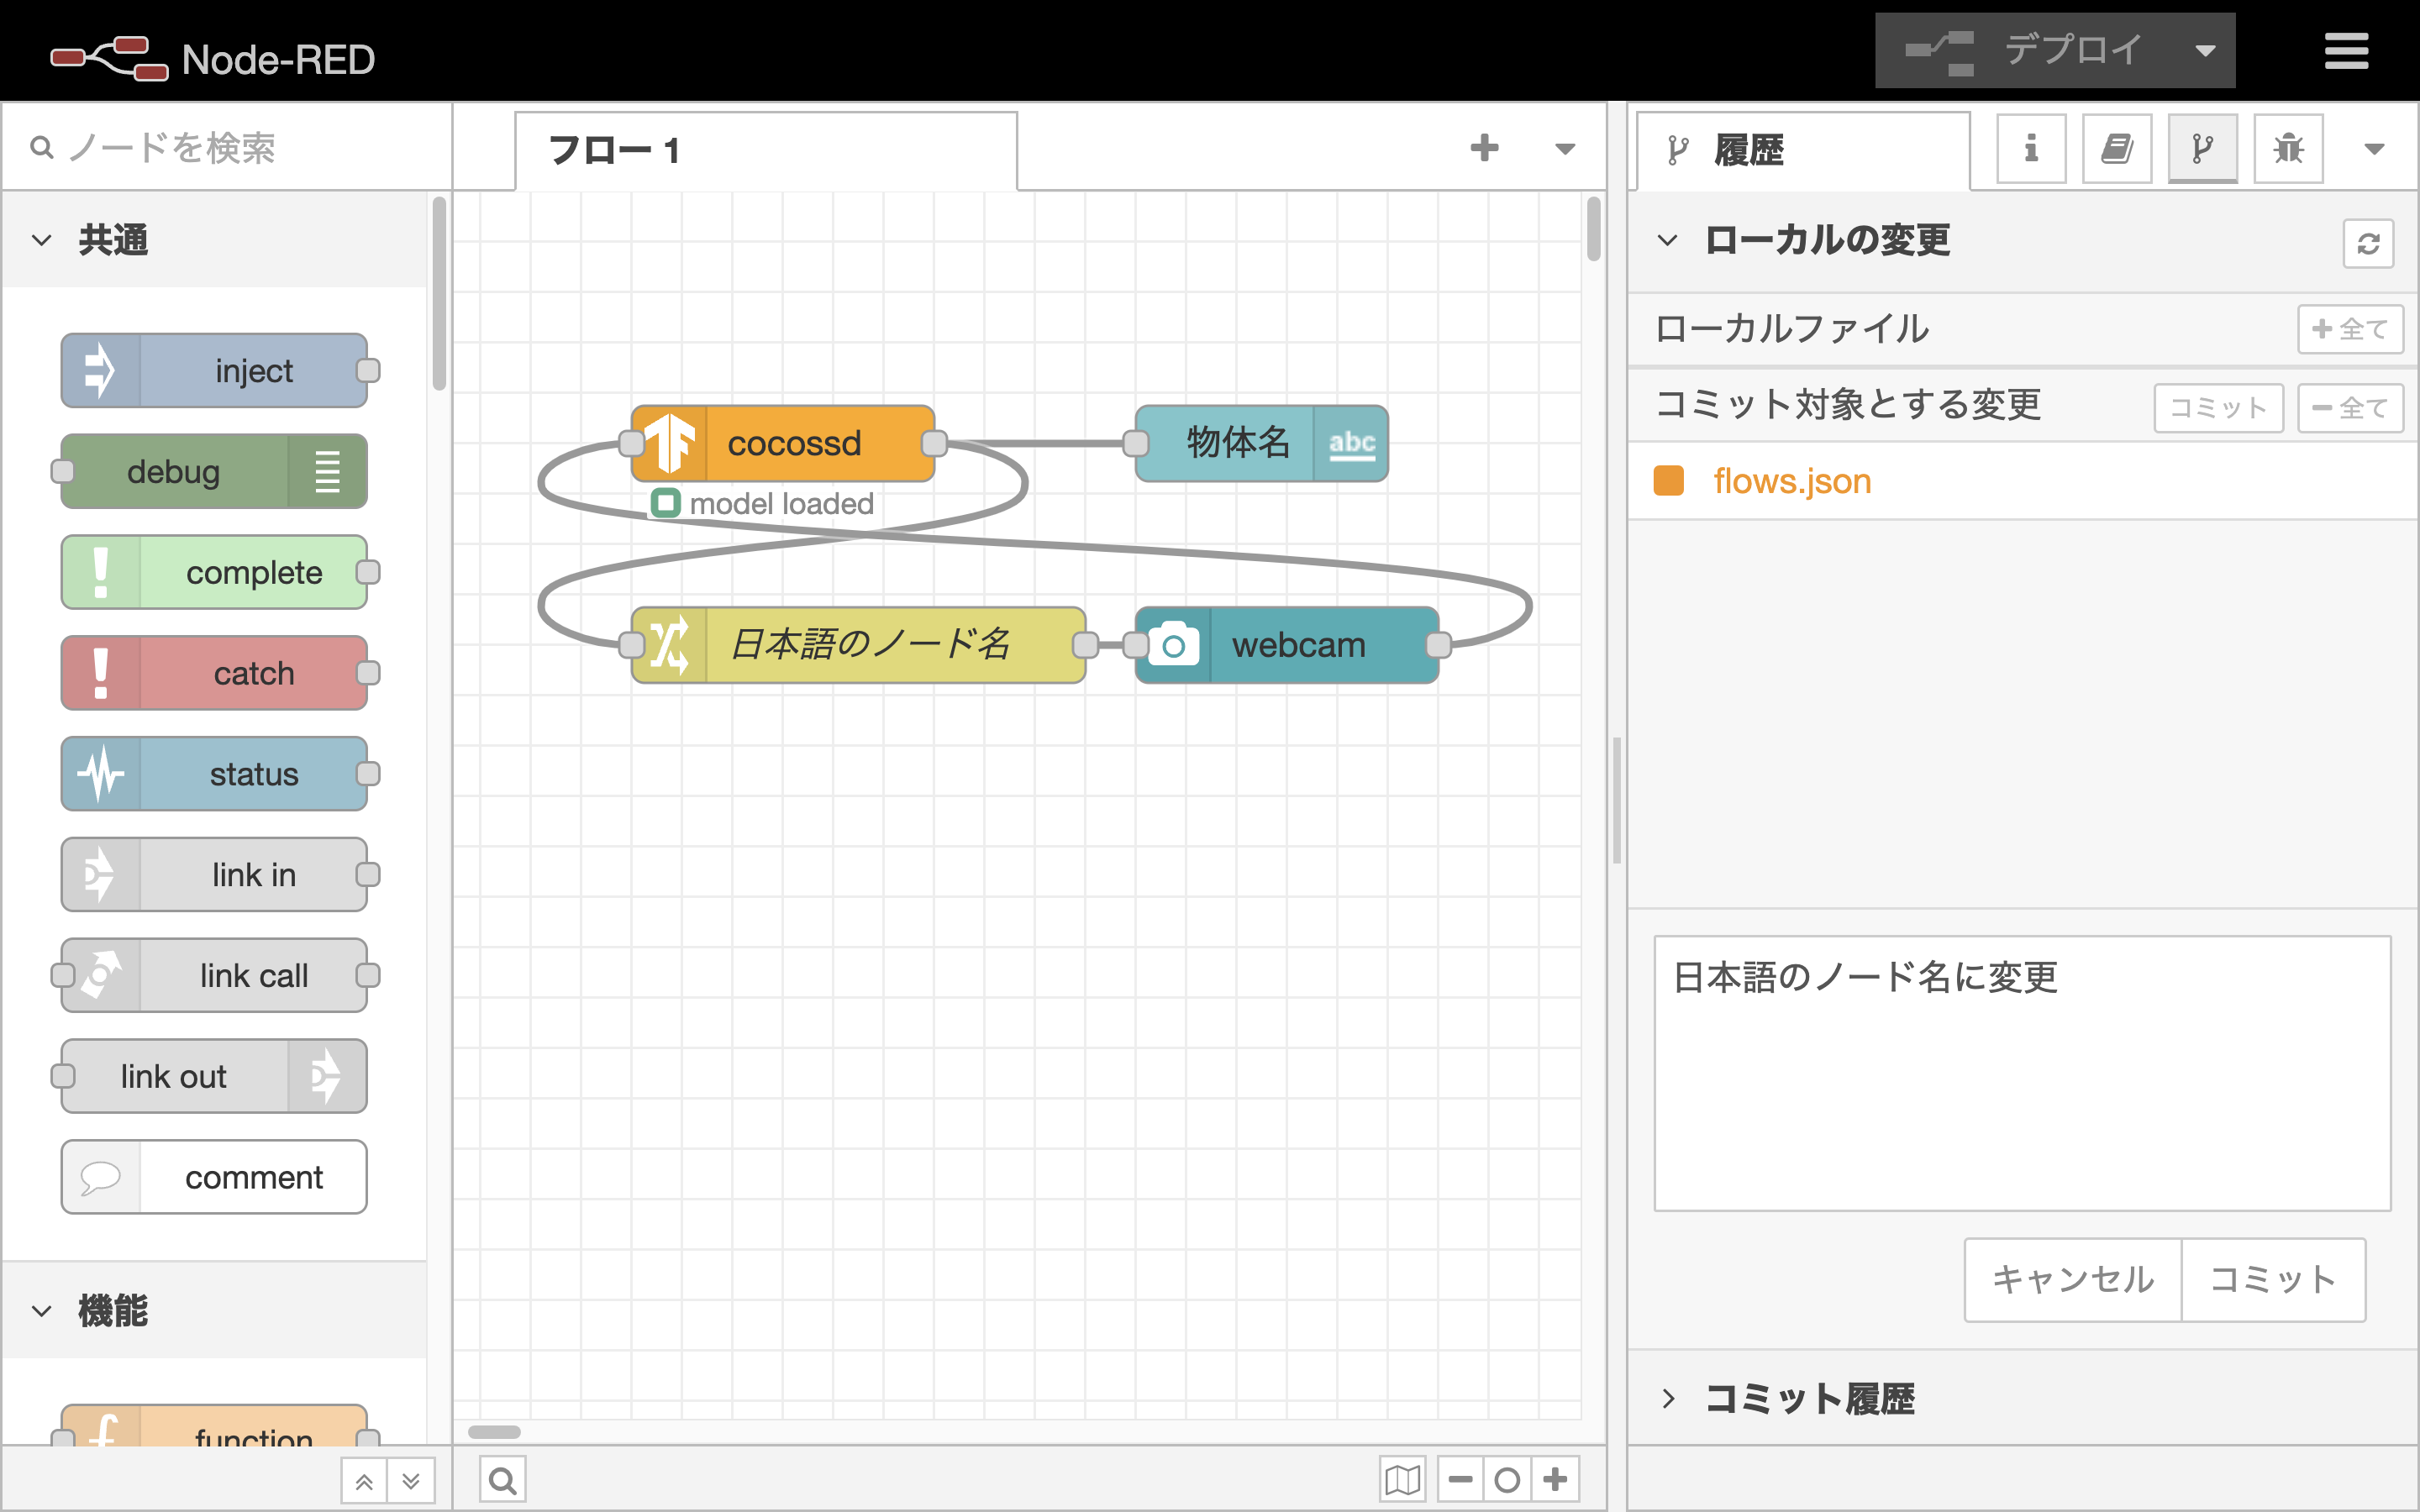 Node-RED
デプロイ
ノードを検索
共通
inject
debug
complete
catch
status
link in
link call
link out
comment
機能
function
フロー 1
cocossd
model loaded
物体名
abc
日本語のノード名
webcam
履歴
ローカルの変更
ローカルファイル
全て
コミット対象とする変更
コミット
全て
flows.json
日本語のノード名に変更
キャンセル
コミット
コミット履歴